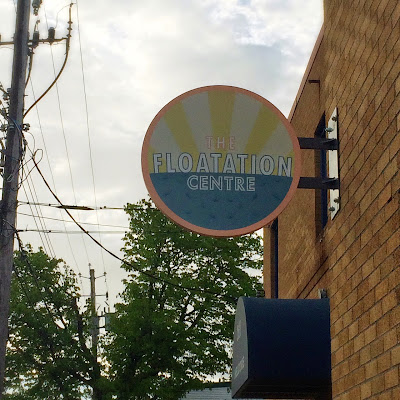 THE
FLOATATION
CENTRE